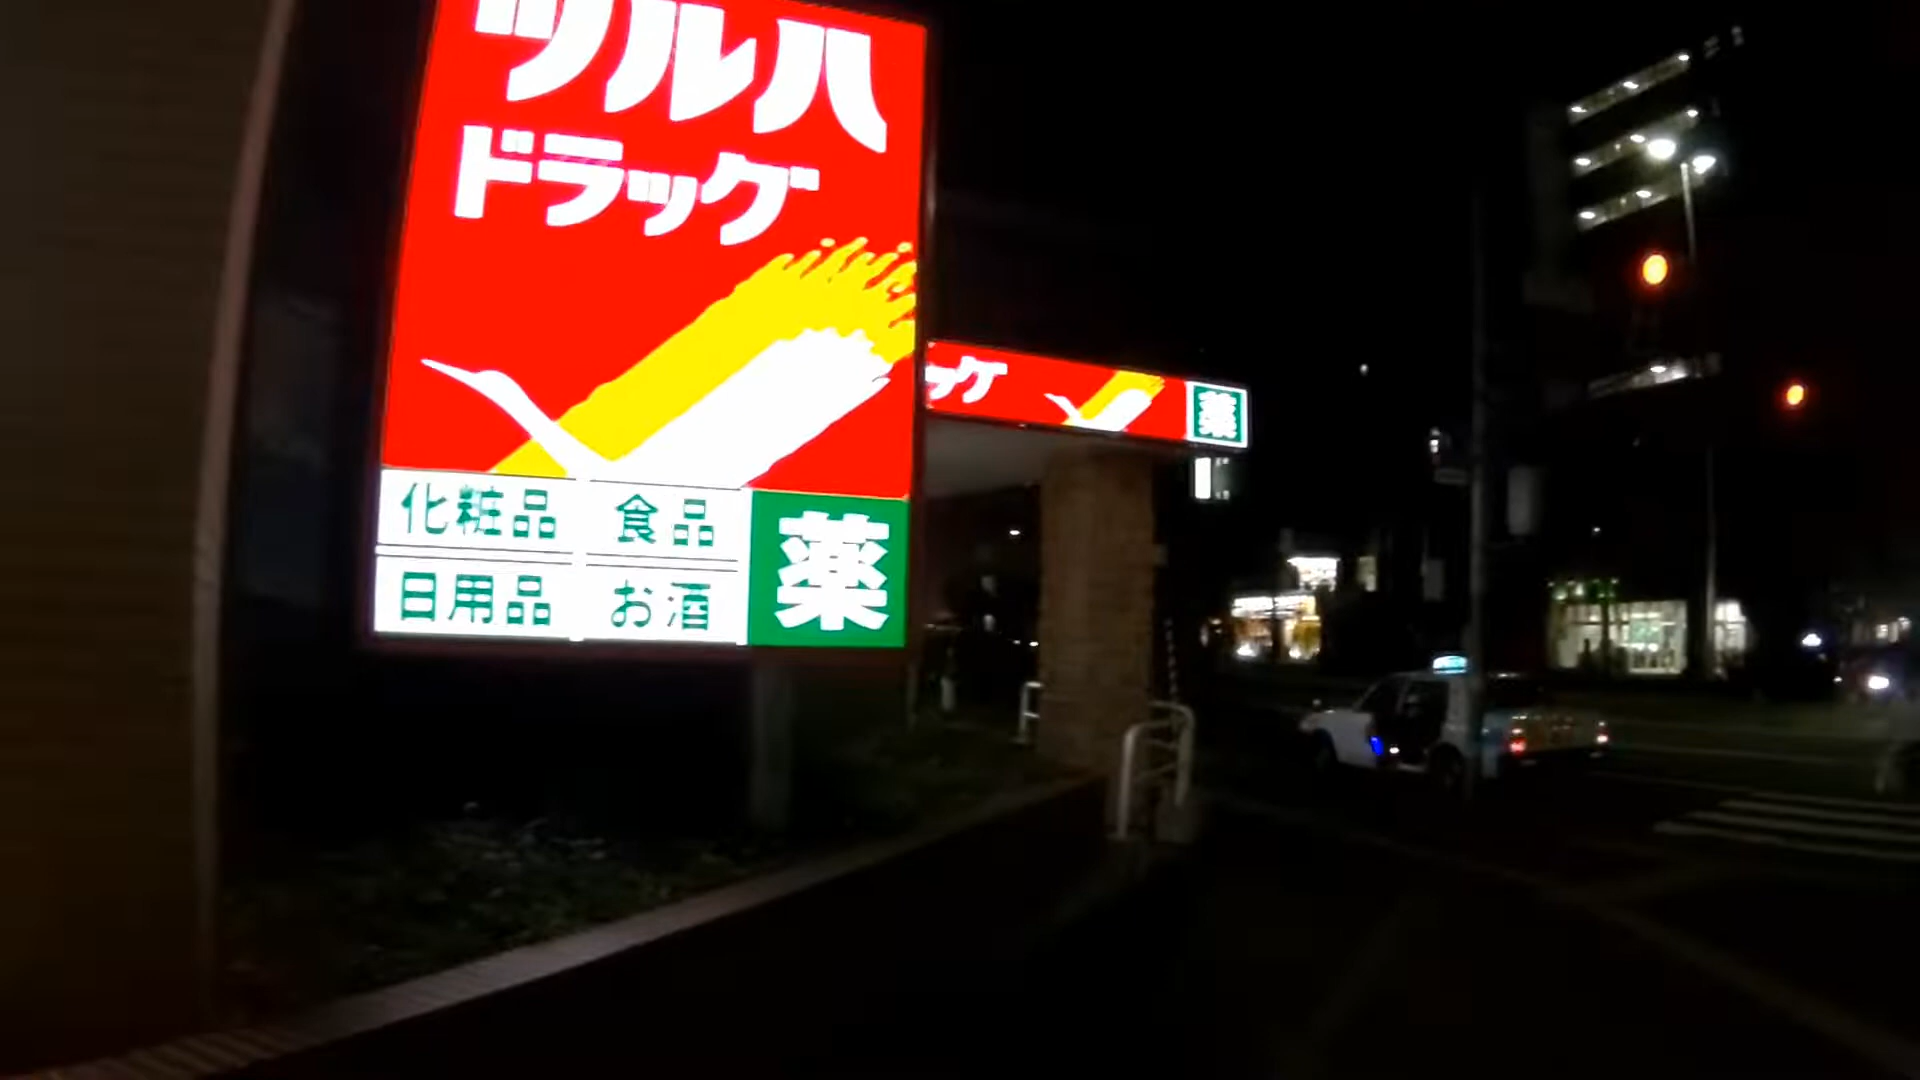 ツルハ
ドラッグ
化粧品 食品
日用品 お酒
薬
ッグ
薬